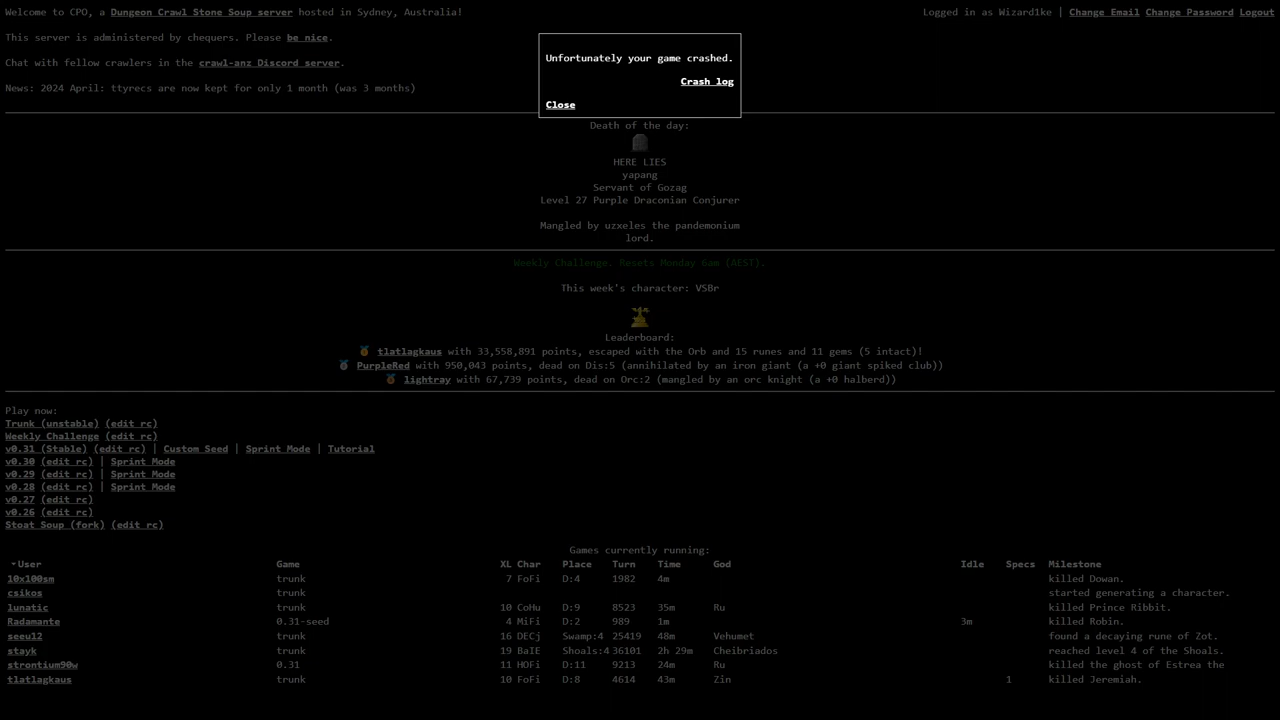 Welcome to CPO, a Dungeon Crawl Stone Soup server hosted in Sydney, Australia!
Logged in as Wizard1ke | Change Email Change Password Logout
This server is administered by chequers. Please be nice.
Chat with fellow crawlers in the crawl-anz Discord server.
News: 2024 April: ttyrecs are now kept for only 1 month (was 3 months)
Unfortunately your game crashed.
Crash log
Close
Death of the day:
HERE LIES
yapang
Servant of Gozag
Level 27 Purple Draconian Conjurer
Mangled by uzxeles the pandemonium
lord.
Weekly Challenge. Resets Monday 6am (AEST).
This week's character: VSBr
Leaderboard:
tlatlagkaus with 33,558,891 points, escaped with the Orb and 15 runes and 11 gems (5 intact)!
PurpleRed with 950,043 points, dead on Dis:5 (annihilated by an iron giant (a +0 giant spiked club))
lightray with 67,739 points, dead on Orc:2 (mangled by an orc knight (a +0 halberd))
Play now:
Trunk (unstable) (edit rc)
Weekly Challenge (edit rc)
v0.31 (Stable) (edit rc) | Custom Seed | Sprint Mode | Tutorial
v0.30 (edit rc) | Sprint Mode
v0.29 (edit rc) | Sprint Mode
v0.28 (edit rc) | Sprint Mode
v0.27 (edit rc)
v0.26 (edit rc)
Stoat Soup (fork) (edit rc)
Games currently running:
User Game XL Char Place Turn Time God Idle Specs Milestone
10x100sm trunk 7 FoFi D:4 1982 4m killed Dowan.
csikos trunk started generating a character.
lunatic trunk 10 CoHu D:9 8523 35m Ru killed Prince Ribbit.
Radamante 0.31-seed 4 MiFi D:2 989 1m 3m killed Robin.
seeu12 trunk 16 DECj Swamp:4 25419 48m Vehumet found a decaying rune of Zot.
stayk trunk 19 BaIE Shoals:4 36101 2h 29m Cheibriados reached level 4 of the Shoals.
strontium90w 0.31 11 HOFi D:11 9213 24m Ru killed the ghost of Estrea the
tlatlagkaus trunk 10 FoFi D:8 4614 43m Zin 1 killed Jeremiah.